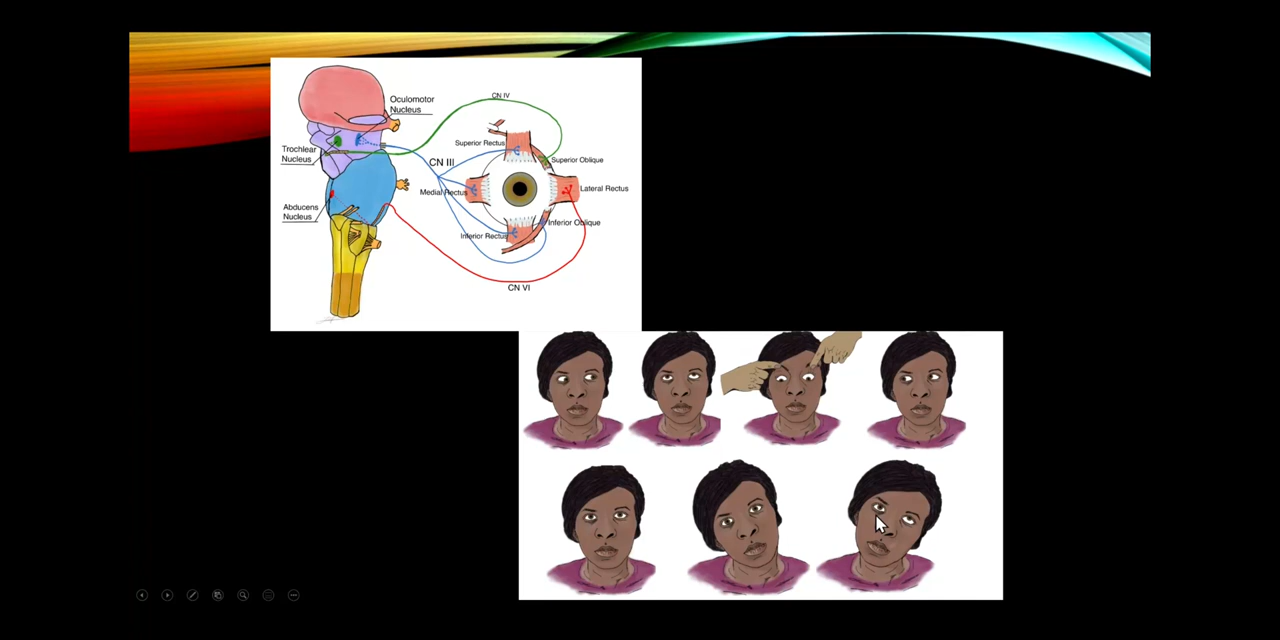 Oculomotor
Nucleus
CN IV
Trochlear
Nucleus
CN III
Superior Rectus
Superior Oblique
Medial Rectus
Lateral Rectus
Abducens
Nucleus
Inferior Oblique
Inferior Rectus
CN VI